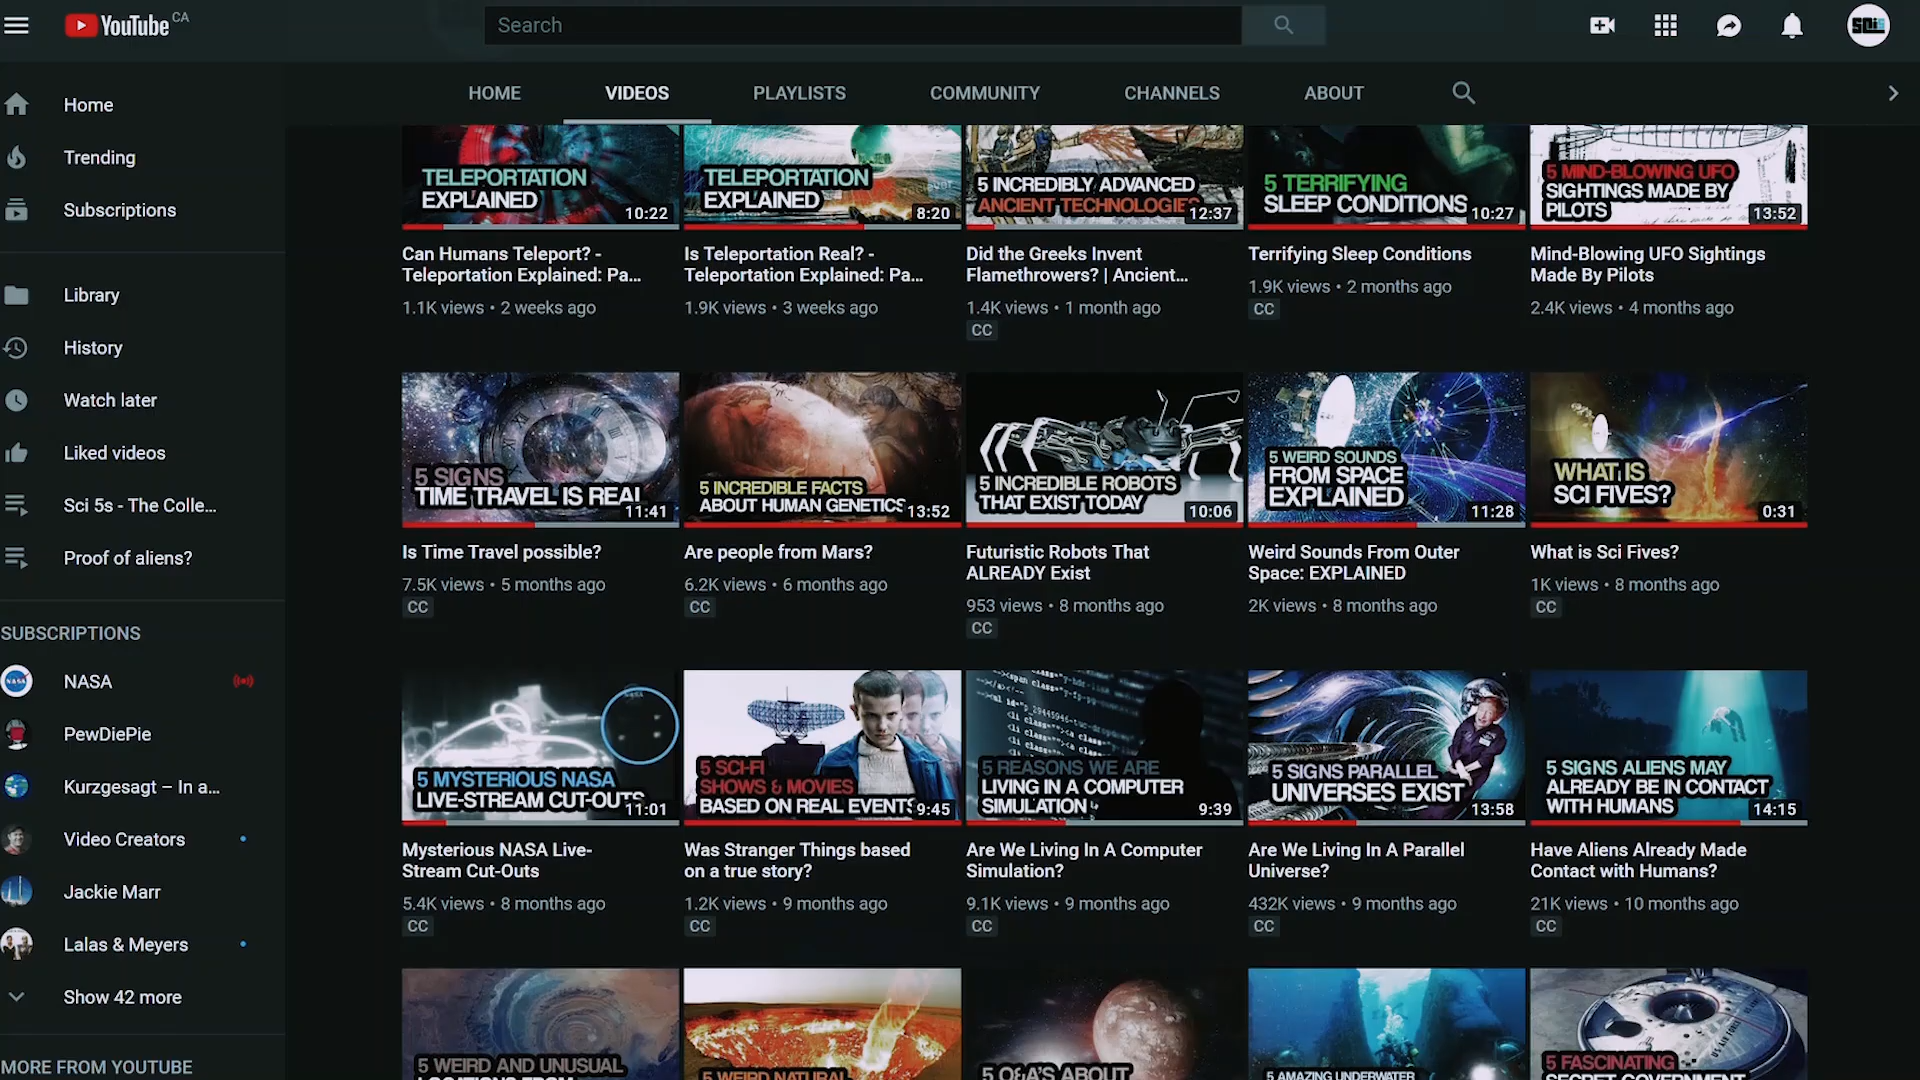 YouTube CA
Search
HOME
VIDEOS
PLAYLISTS
COMMUNITY
CHANNELS
ABOUT
Home
Trending
Subscriptions
Library
History
Watch later
Liked videos
Sci 5s - The Colle...
Proof of aliens?
SUBSCRIPTIONS
NASA
PewDiePie
Kurzgesagt – In a...
Video Creators
Jackie Marr
Lalas & Meyers
Show 42 more
MORE FROM YOUTUBE
TELEPORTATION
EXPLAINED
10:22
Can Humans Teleport? -
Teleportation Explained: Pa...
1.1K views • 2 weeks ago
TELEPORTATION
EXPLAINED
8:20
Is Teleportation Real? -
Teleportation Explained: Pa...
1.9K views • 3 weeks ago
5 INCREDIBLY ADVANCED
ANCIENT TECHNOLOGIES
12:37
Did the Greeks Invent
Flamethrowers? | Ancient...
1.4K views • 1 month ago
CC
5 TERRIFYING
SLEEP CONDITIONS
10:27
Terrifying Sleep Conditions
1.9K views • 2 months ago
CC
5 MIND-BLOWING UFO
SIGHTINGS MADE BY
PILOTS
13:52
Mind-Blowing UFO Sightings
Made By Pilots
2.4K views • 4 months ago
5 SIGNS
TIME TRAVEL IS REAL
11:41
Is Time Travel possible?
7.5K views • 5 months ago
CC
5 INCREDIBLE FACTS
ABOUT HUMAN GENETICS
13:52
Are people from Mars?
6.2K views • 6 months ago
CC
5 INCREDIBLE ROBOTS
THAT EXIST TODAY
10:06
Futuristic Robots That
ALREADY Exist
953 views • 8 months ago
CC
5 WEIRD SOUNDS
FROM SPACE
EXPLAINED
11:28
Weird Sounds From Outer
Space: EXPLAINED
2K views • 8 months ago
WHAT IS
SCI FIVES?
0:31
What is Sci Fives?
1K views • 8 months ago
CC
5 MYSTERIOUS NASA
LIVE-STREAM CUT-OUTS
11:01
Mysterious NASA Live-
Stream Cut-Outs
5.4K views • 8 months ago
CC
5 SCI-FI
SHOWS & MOVIES
BASED ON REAL EVENTS
9:45
Was Stranger Things based
on a true story?
1.2K views • 9 months ago
CC
5 REASONS WE ARE
LIVING IN A COMPUTER
SIMULATION
9:39
Are We Living In A Computer
Simulation?
9.1K views • 9 months ago
CC
5 SIGNS PARALLEL
UNIVERSES EXIST
13:58
Are We Living In A Parallel
Universe?
432K views • 9 months ago
CC
5 SIGNS ALIENS MAY
ALREADY BE IN CONTACT
WITH HUMANS
14:15
Have Aliens Already Made
Contact with Humans?
21K views • 10 months ago
CC
5 WEIRD AND UNUSUAL
LOCATIONS FROM
5 WEIRD NATURAL
5 Q&A'S ABOUT
5 AMAZING UNDERWATER
5 FASCINATING
SECRET GOVERNMENT